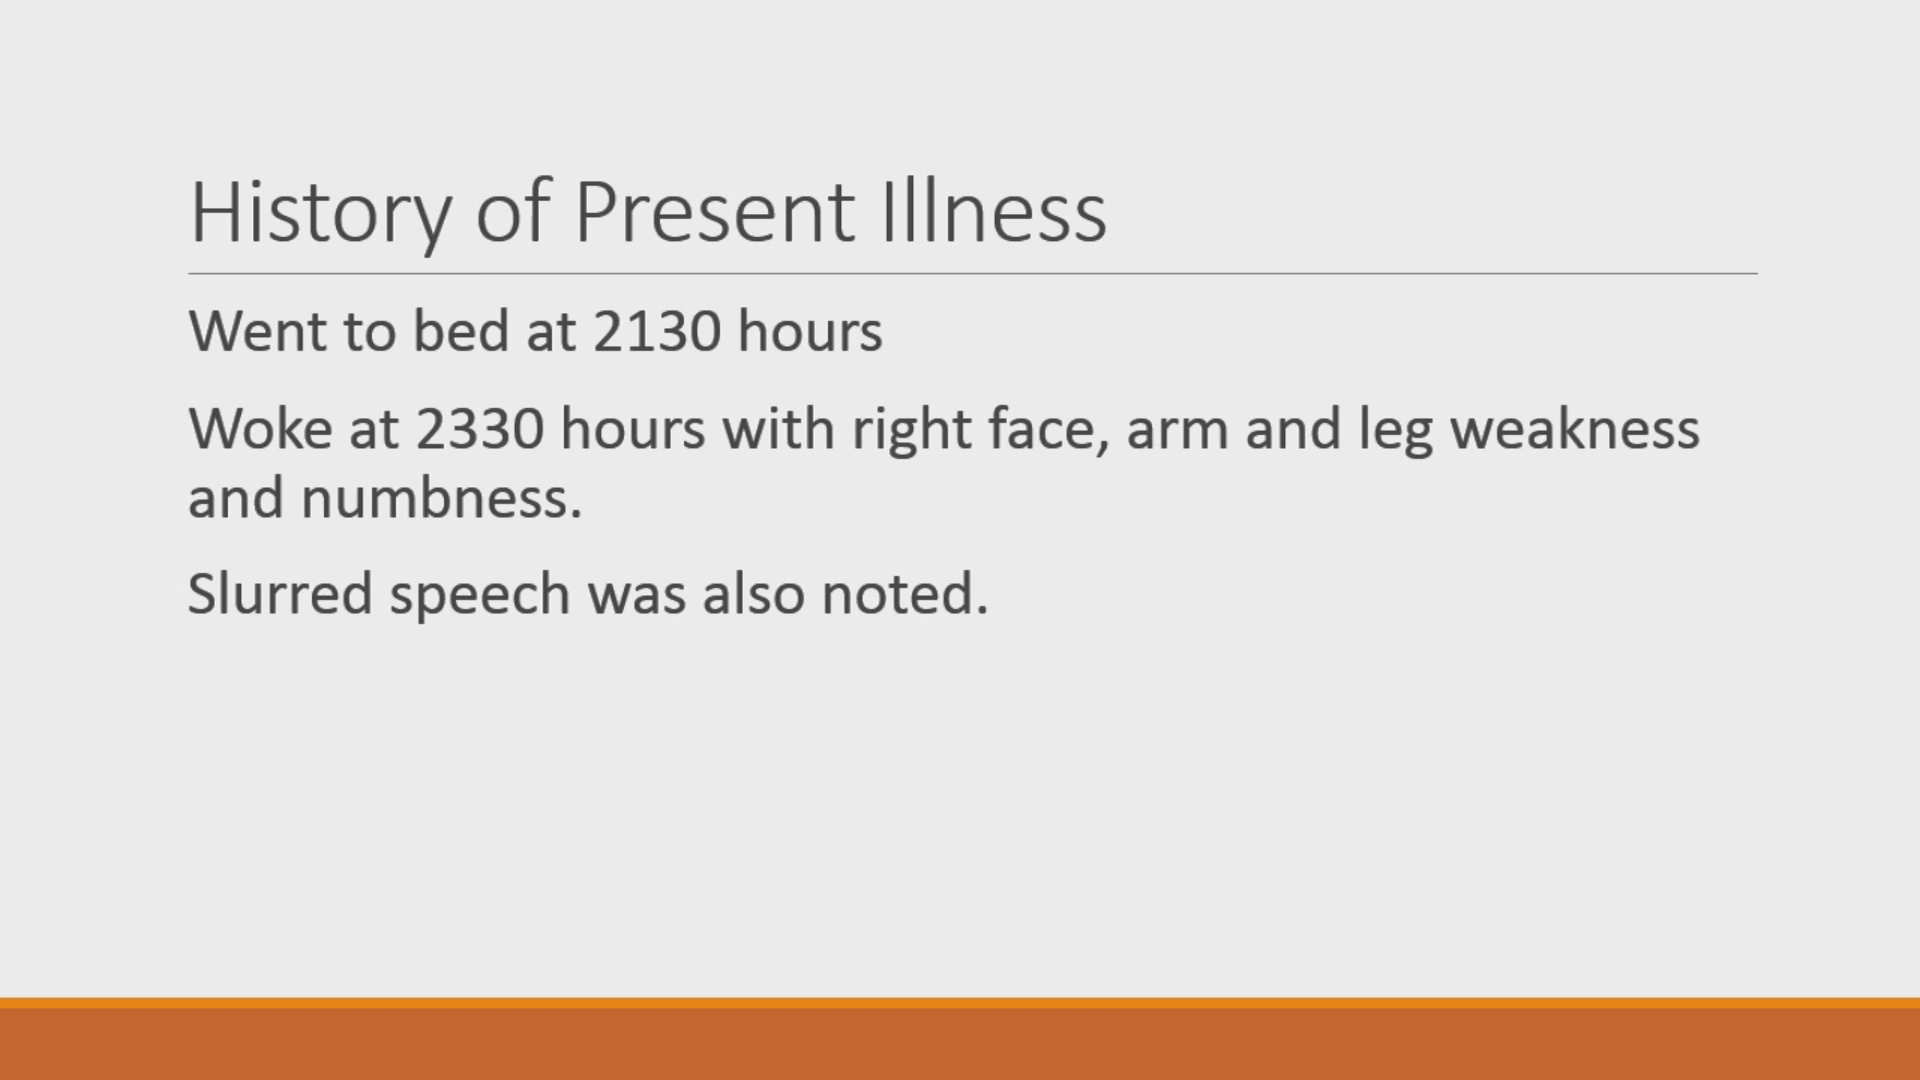 History of Present Illness
Went to bed at 2130 hours
Woke at 2330 hours with right face, arm and leg weakness
and numbness.
Slurred speech was also noted.